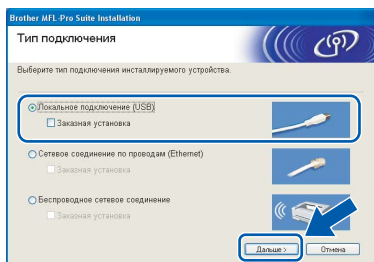 Brother MFL-Pro Suite Installation
Тип подключения
Выберите тип подключения инсталлируемого устройства.
Локальное подключение (USB)
Заказная установка
Сетевое соединение по проводам (Ethernet)
Заказная установка
Беспроводное сетевое соединение
Заказная установка
Дальше >
Отмена